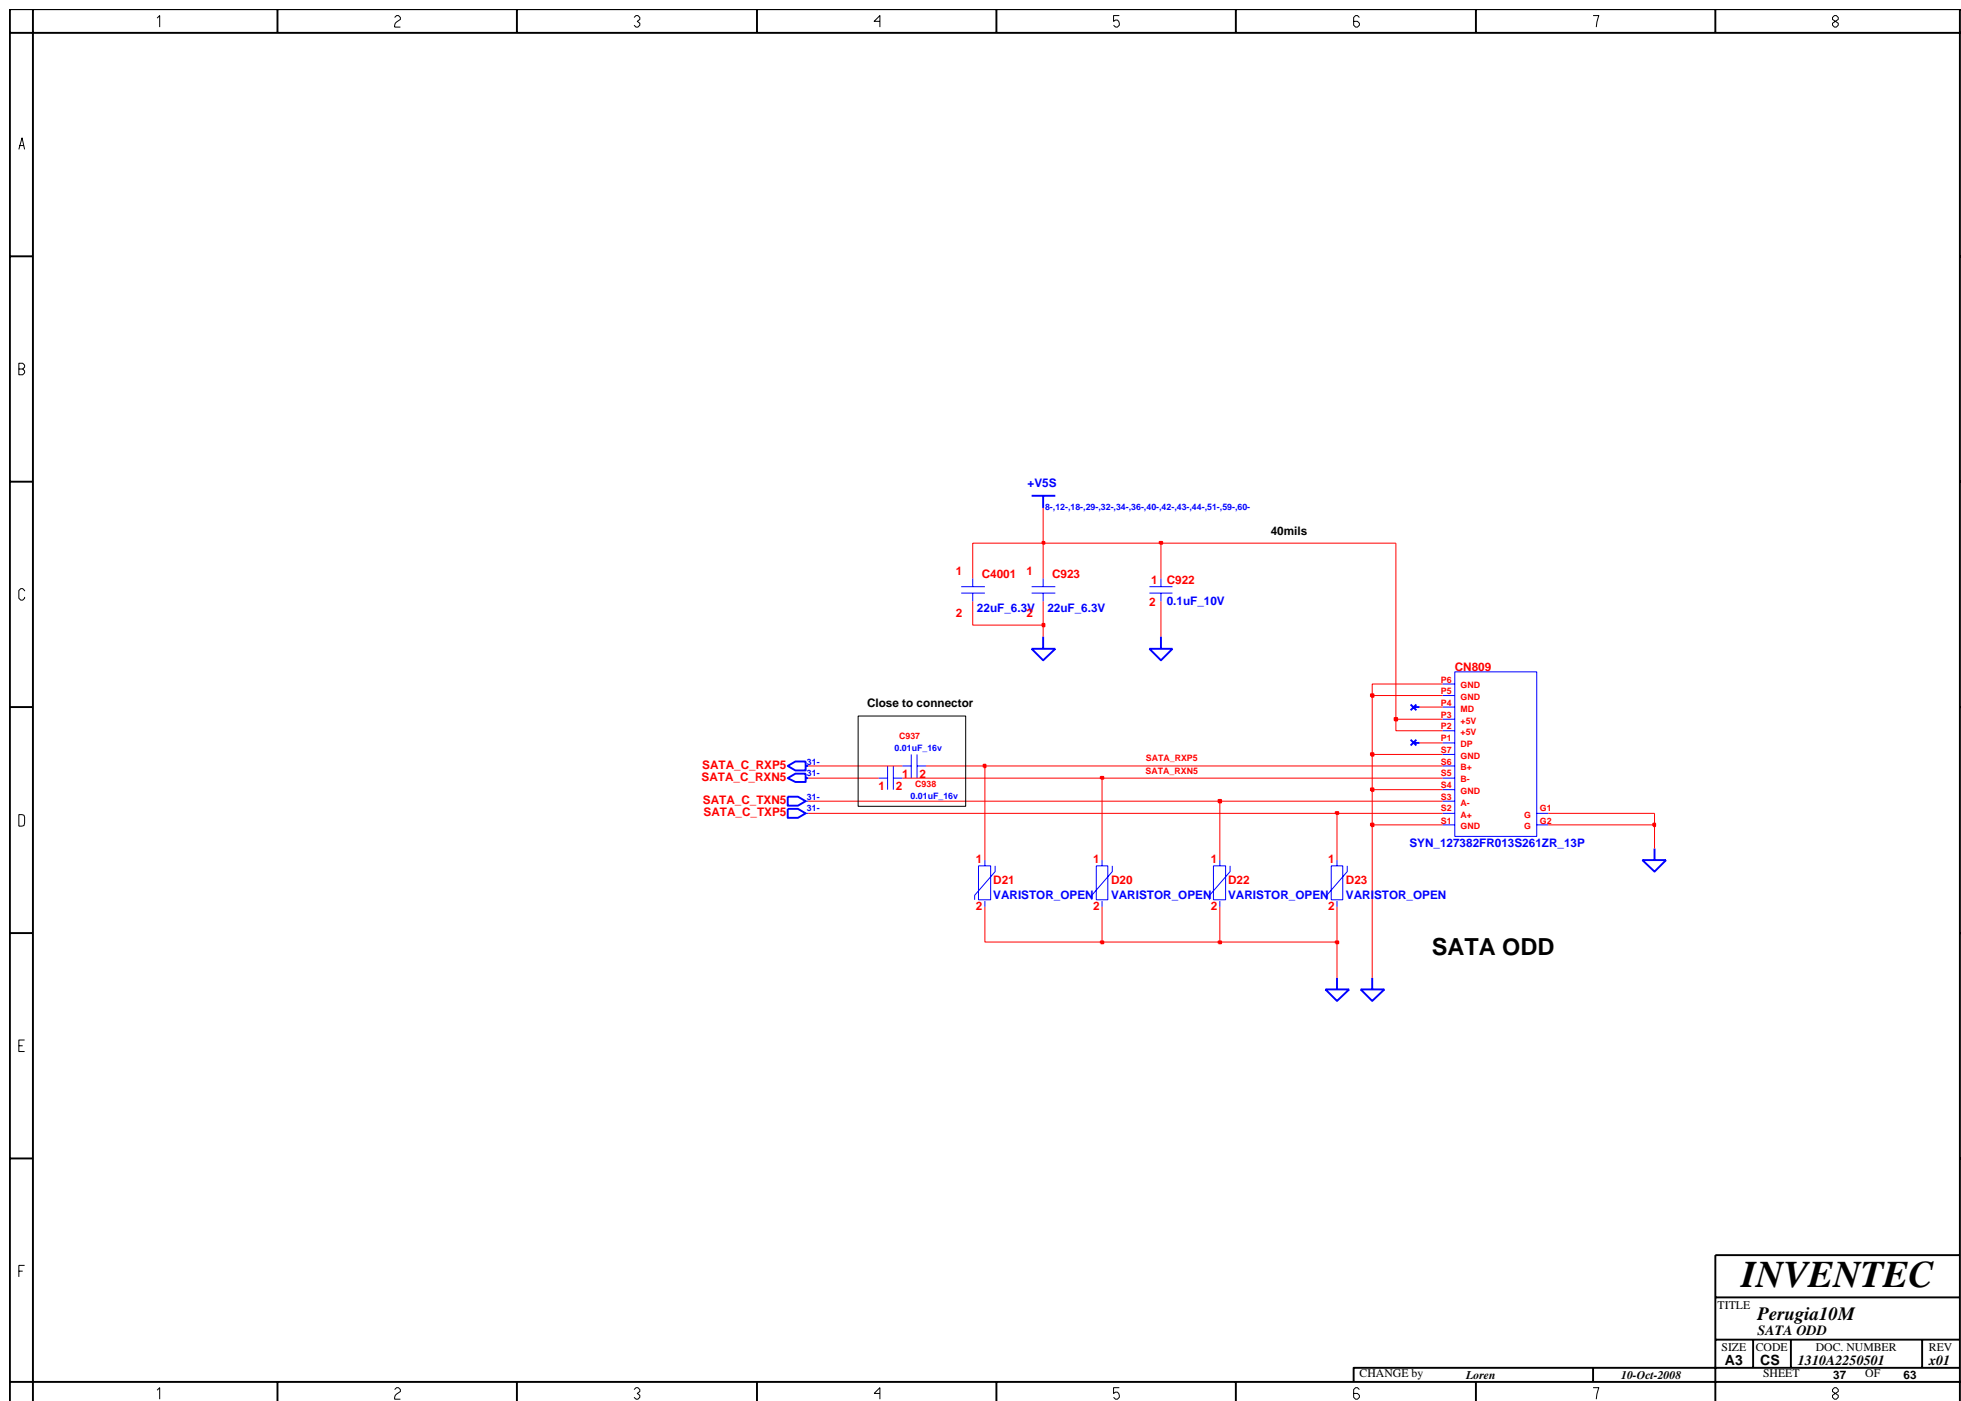 1 2 3 4 5 6 7 8
A
B
C
D
E
F
+V5S
8-,12-,18-,29-,32-,34-,36-,40-,42-,43-,44-,51-,59-,60-
40mils
1 C4001 1 C923 1 C922
2 22uF_6.3V 2 22uF_6.3V 2 0.1uF_10V
Close to connector
C937
0.01uF_16v
1 2
1 2 C938
0.01uF_16v
SATA_C_RXP5 31-
SATA_C_RXN5 31-
SATA_C_TXN5 31-
SATA_C_TXP5 31-
SATA_RXP5
SATA_RXN5
CN809
P6 GND
P5 GND
P4 MD
P3 +5V
P2 +5V
P1 DP
S7 GND
S6 B+
S5 B-
S4 GND
S3 A-
S2 A+ G G1
S1 GND G G2
SYN_127382FR013S261ZR_13P
1 1 1 1
D21 D20 D22 D23
VARISTOR_OPEN VARISTOR_OPEN VARISTOR_OPEN VARISTOR_OPEN
2 2 2 2
SATA ODD
INVENTEC
TITLE Perugia10M
SATA ODD
SIZE CODE DOC. NUMBER REV
A3 CS 1310A2250501 x01
CHANGE by Loren 10-Oct-2008 SHEET 37 OF 63
1 2 3 4 5 6 7 8